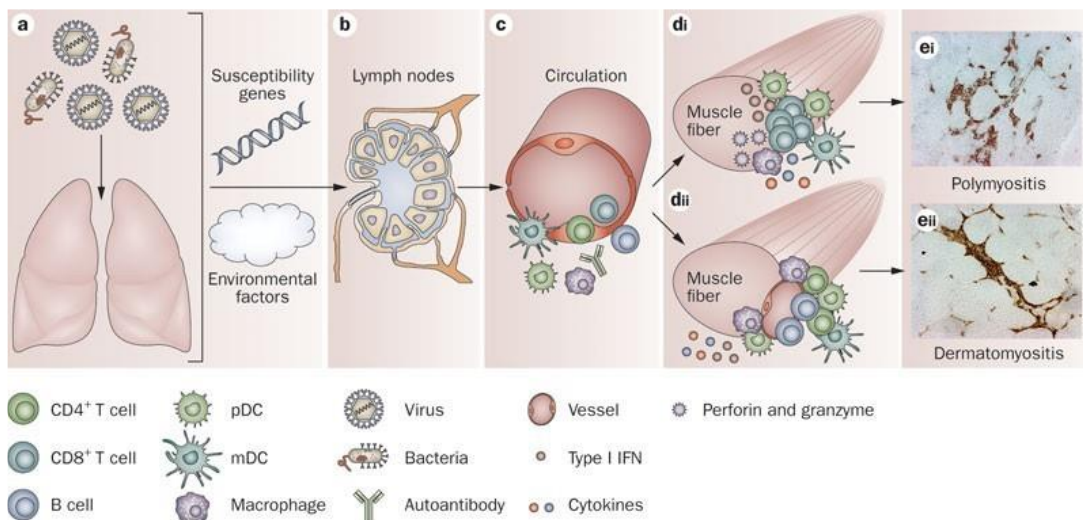 a
Susceptibility
genes
Environmental
factors
b
Lymph nodes
c
Circulation
di
Muscle
fiber
dii
Muscle
fiber
ei
Polymyositis
eii
Dermatomyositis
CD4+ T cell
pDC
Virus
Vessel
Perforin and granzyme
CD8+ T cell
mDC
Bacteria
Type I IFN
B cell
Macrophage
Autoantibody
Cytokines